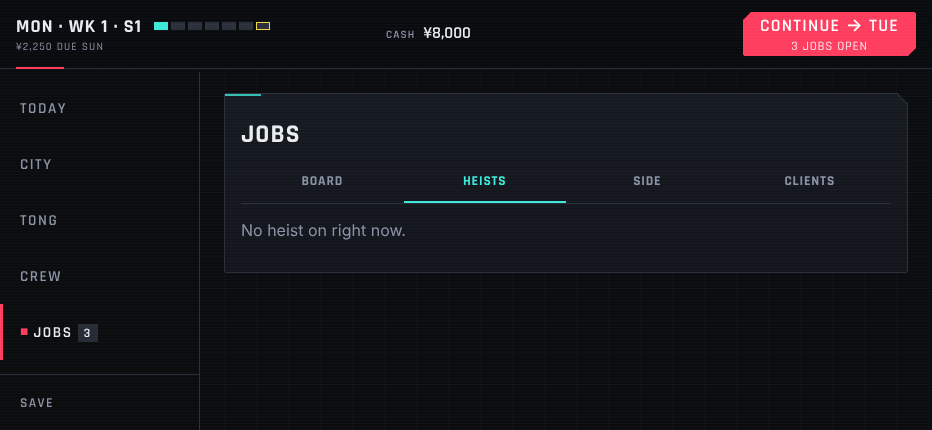 MON · WK 1 · S1
¥2,250 DUE SUN
CASH ¥8,000
CONTINUE → TUE
3 JOBS OPEN
TODAY
CITY
TONG
CREW
JOBS 3
SAVE
JOBS
BOARD HEISTS SIDE CLIENTS
No heist on right now.